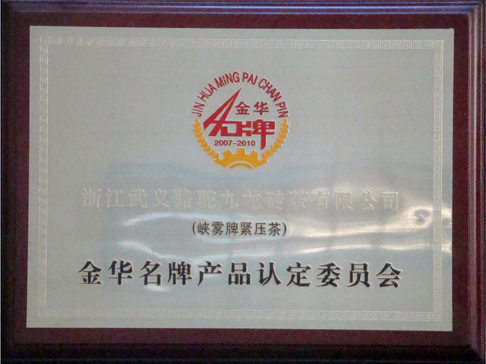 JIN HUA MING PAI CHAN PIN
金华
名牌
2007-2010
浙江武义骆驼九龙砖茶有限公司
(峡雾牌紧压茶)
金华名牌产品认定委员会